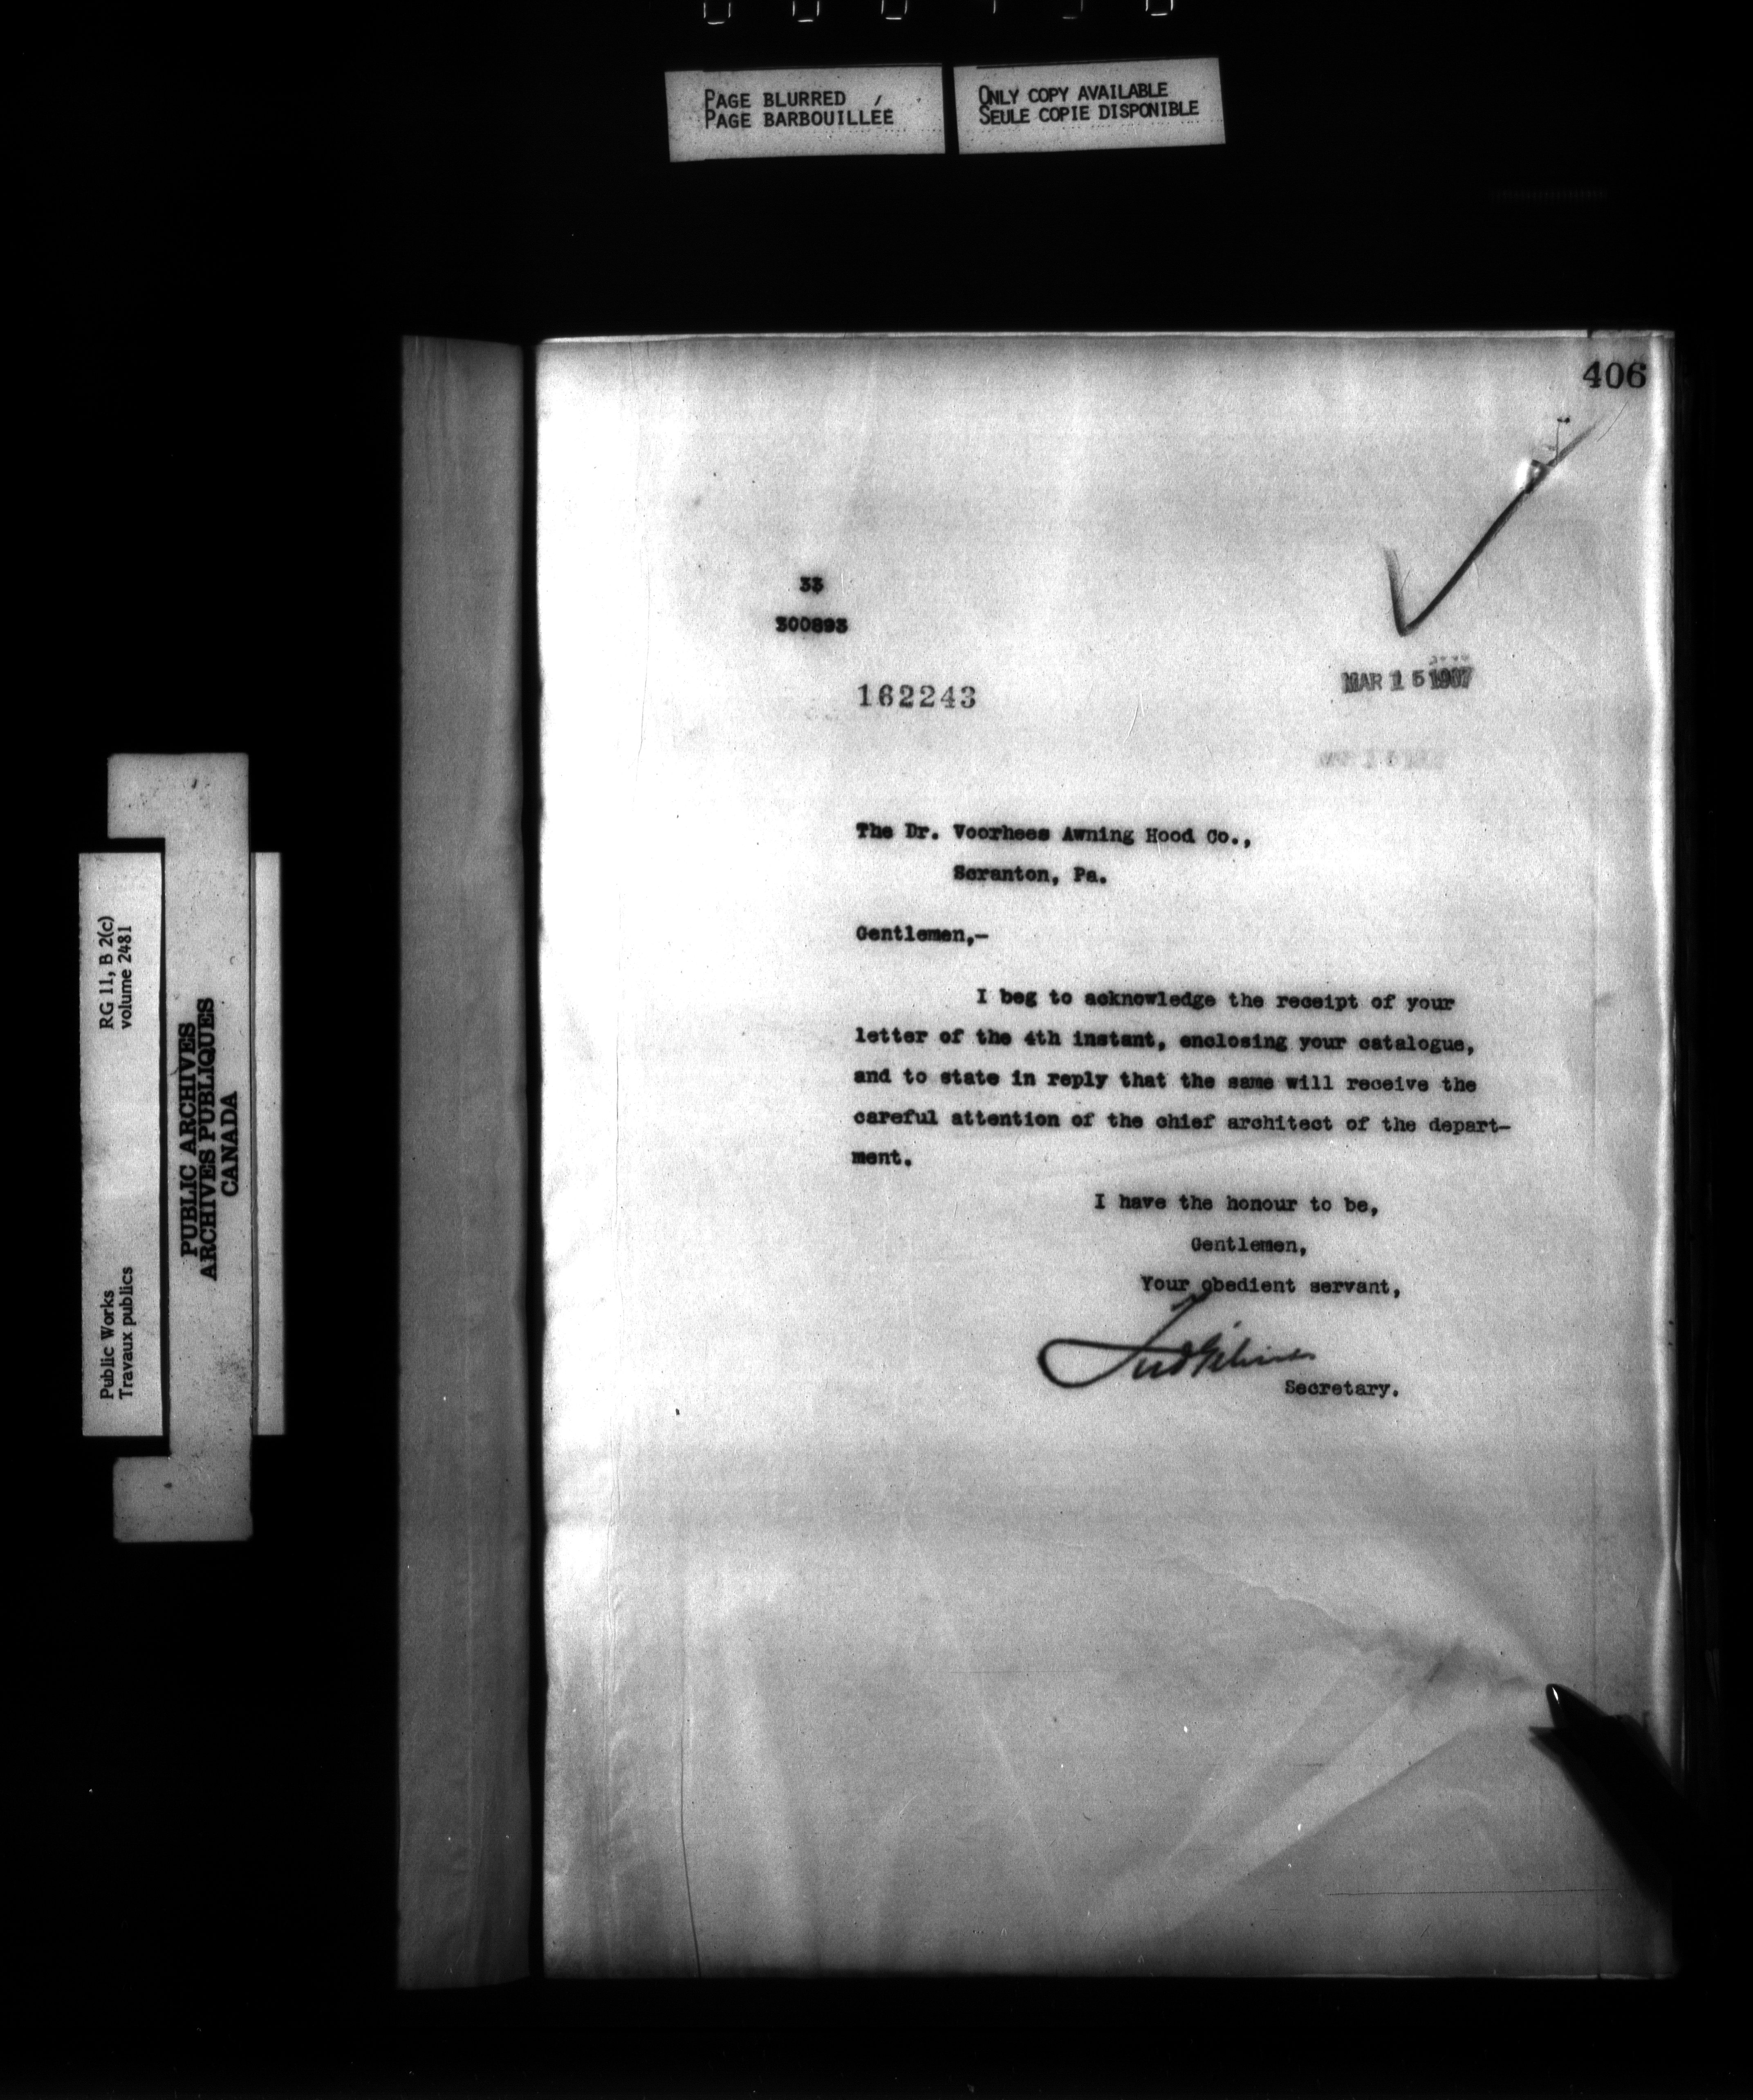 PAGE BLURRED
PAGE BARBOUILLÉE
ONLY COPY AVAILABLE
SEULE COPIE DISPONIBLE
406
33
300893
162243
MAR 15 1907
The Dr. Voorhees Awning Hood Co.,
Scranton, Pa.
Gentlemen,-
I beg to acknowledge the receipt of your
letter of the 4th instant, enclosing your catalogue,
and to state in reply that the same will receive the
careful attention of the chief architect of the depart-
ment.
I have the honour to be,
Gentlemen,
Your obedient servant,
Secretary.
RG 11, B 2(c)
volume 2481
Public Works
Travaux publics
PUBLIC ARCHIVES
ARCHIVES PUBLIQUES
CANADA